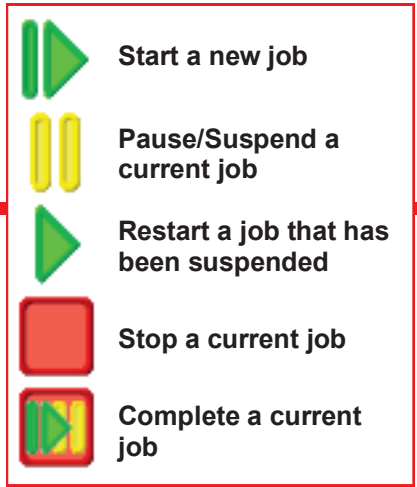 Start a new job
Pause/Suspend a
current job
Restart a job that has
been suspended
Stop a current job
Complete a current
job